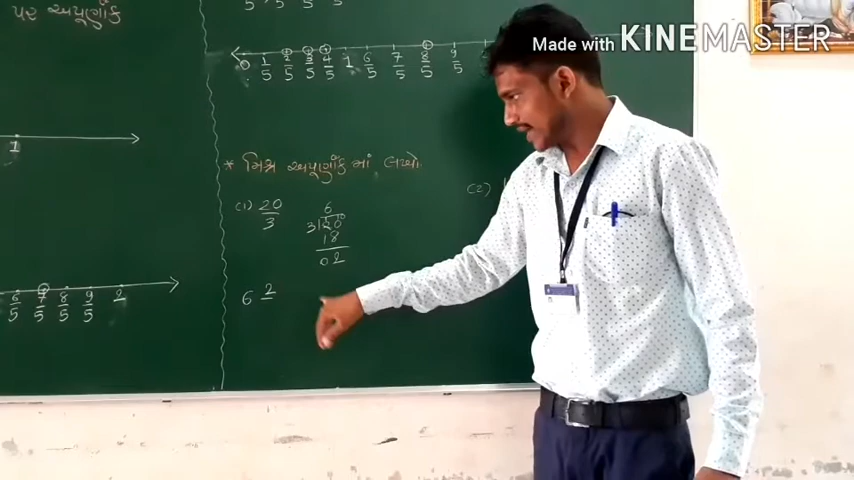 પર અપૂર્ણાંક
Made With KINEMASTER
0 1/5 2/5 3/5 4/5 1 6/5 7/5 8/5 9/5
1
* મિશ્ર અપૂર્ણાંક માં લખો.
(1) 20/3
6
3 20
18
02
(2)
6 2
6/5 7/5 8/5 9/5 2